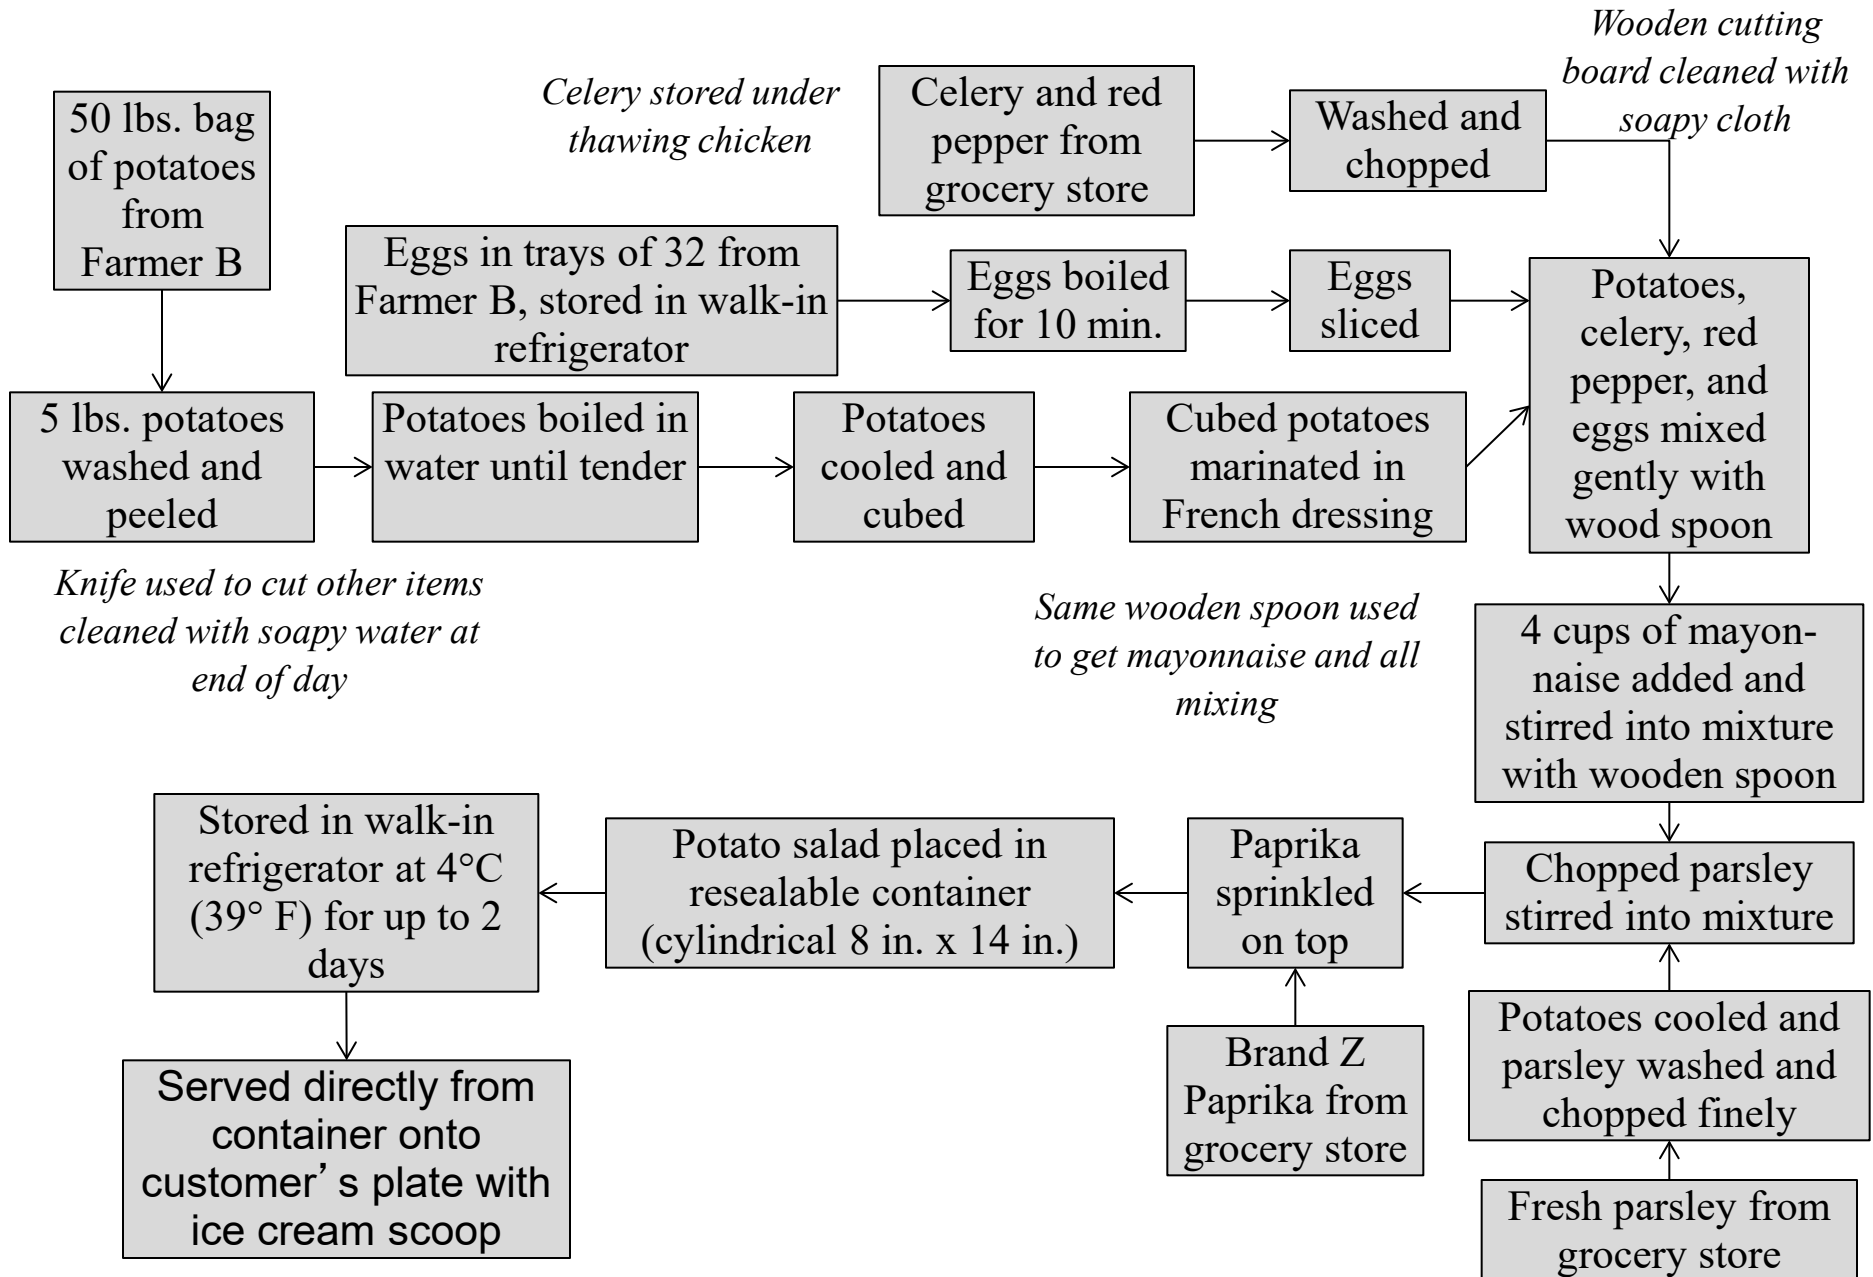 Wooden cutting
board cleaned with
soapy cloth
Celery stored under
thawing chicken
Celery and red
pepper from
grocery store
Washed and
chopped
50 lbs. bag
of potatoes
from
Farmer B
Eggs in trays of 32 from
Farmer B, stored in walk-in
refrigerator
Eggs boiled
for 10 min.
Eggs
sliced
Potatoes,
celery, red
pepper, and
eggs mixed
gently with
wood spoon
5 lbs. potatoes
washed and
peeled
Potatoes boiled in
water until tender
Potatoes
cooled and
cubed
Cubed potatoes
marinated in
French dressing
Knife used to cut other items
cleaned with soapy water at
end of day
Same wooden spoon used
to get mayonnaise and all
mixing
4 cups of mayon-
naise added and
stirred into mixture
with wooden spoon
Stored in walk-in
refrigerator at 4°C
(39° F) for up to 2
days
Potato salad placed in
resealable container
(cylindrical 8 in. x 14 in.)
Paprika
sprinkled
on top
Chopped parsley
stirred into mixture
Potatoes cooled and
parsley washed and
chopped finely
Brand Z
Paprika from
grocery store
Served directly from
container onto
customer’s plate with
ice cream scoop
Fresh parsley from
grocery store